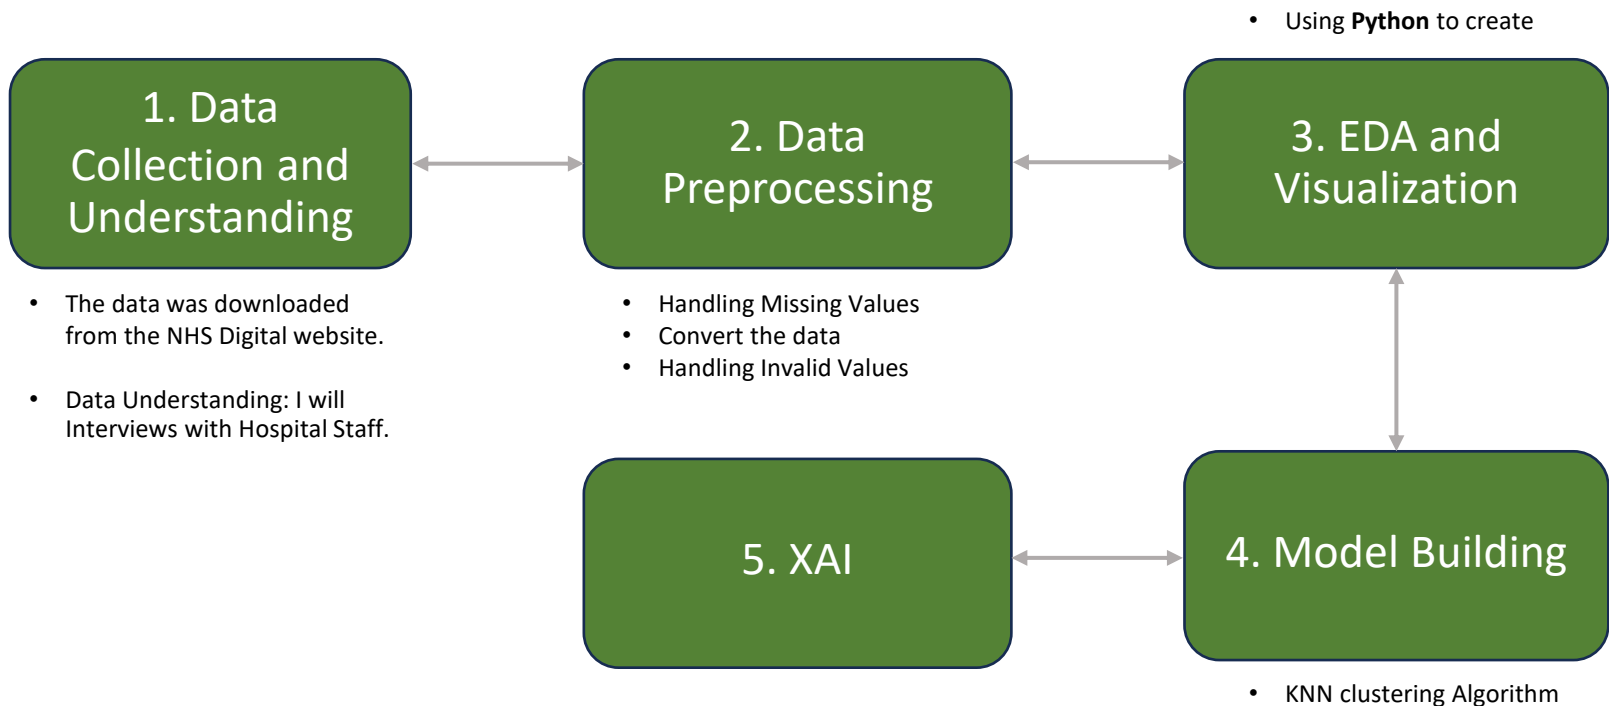 • Using Python to create
1. Data
Collection and
Understanding
2. Data
Preprocessing
3. EDA and
Visualization
• The data was downloaded
from the NHS Digital website.
• Data Understanding: I will
Interviews with Hospital Staff.
• Handling Missing Values
• Convert the data
• Handling Invalid Values
5. XAI
4. Model Building
• KNN clustering Algorithm